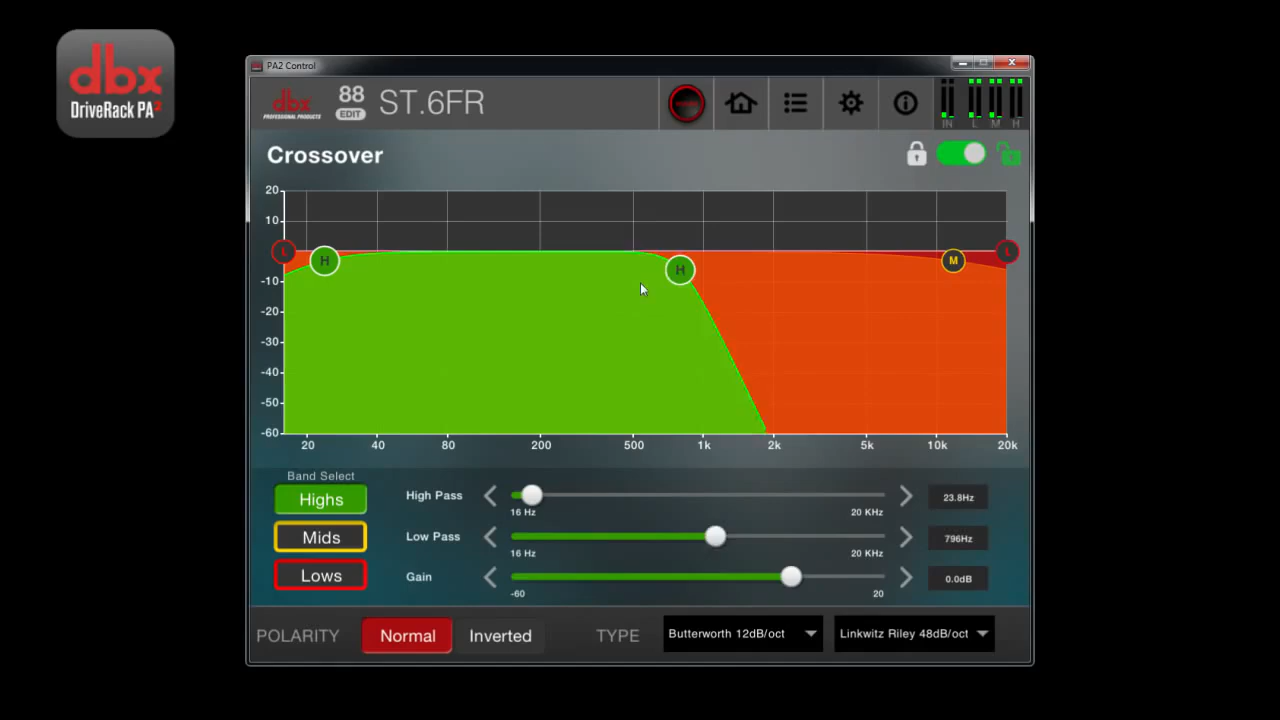 dbx
DriveRack PA²
PA2 Control
dbx
PROFESSIONAL PRODUCTS
88
EDIT
ST.6FR
IN L M H
Crossover
20
10
-10
-20
-30
-40
-50
-60
L
H
H
M
L
20 40 80 200 500 1k 2k 5k 10k 20k
Band Select
Highs
Mids
Lows
High Pass
16 Hz
20 KHz
23.8Hz
Low Pass
16 Hz
20 KHz
796Hz
Gain
-60
20
0.0dB
POLARITY
Normal
Inverted
TYPE
Butterworth 12dB/oct
Linkwitz Riley 48dB/oct